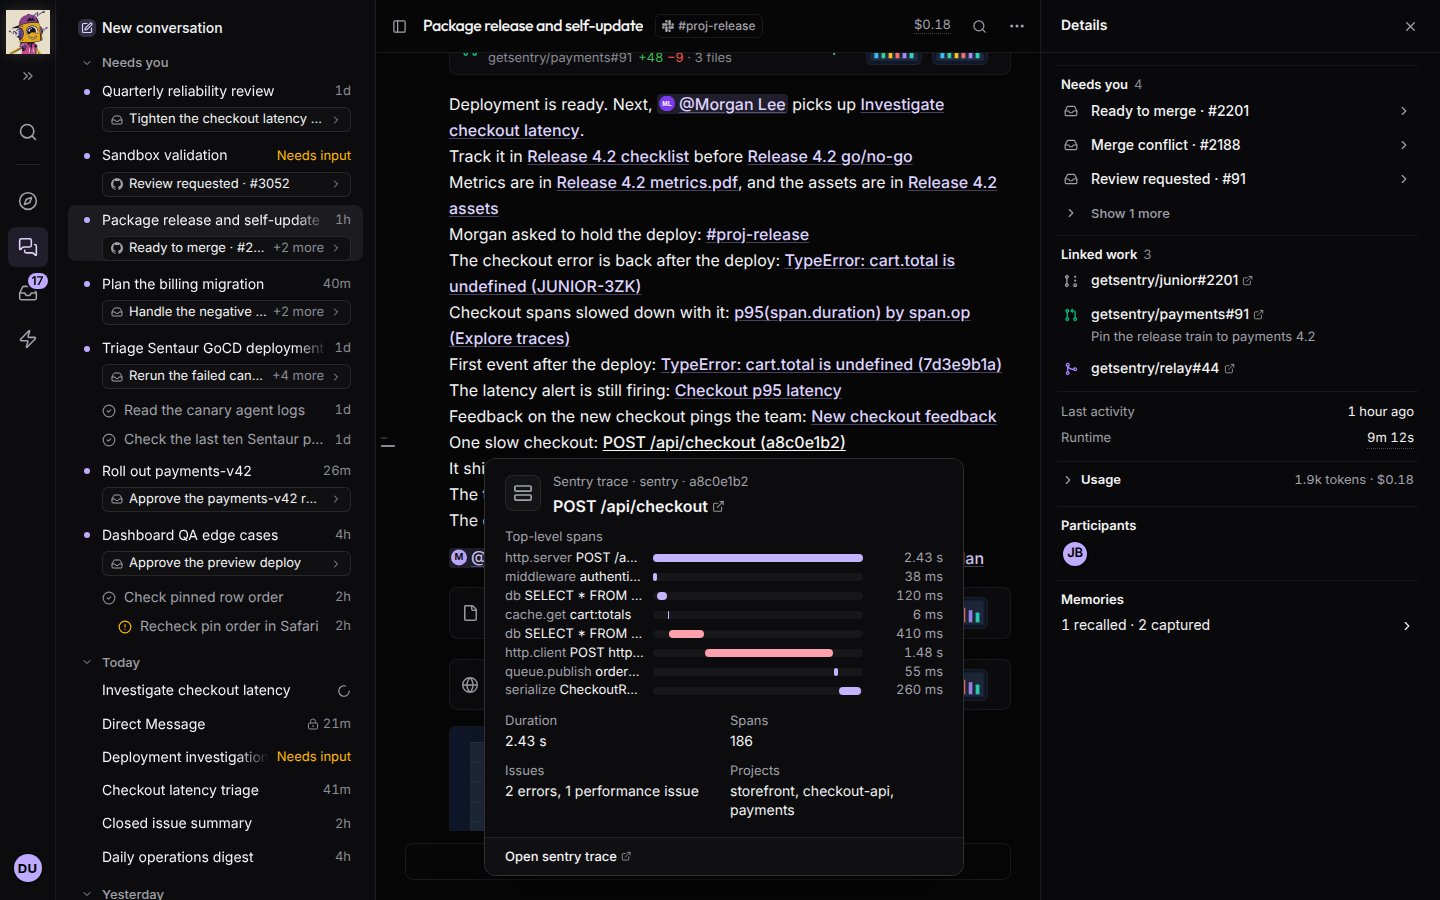 New conversation
Needs you
Quarterly reliability review 1d
Tighten the checkout latency ...
Sandbox validation Needs input
Review requested · #3052
Package release and self-update 1h
Ready to merge · #2... +2 more
Plan the billing migration 40m
Handle the negative ... +2 more
Triage Sentaur GoCD deployment 1d
Rerun the failed can... +4 more
Read the canary agent logs 1d
Check the last ten Sentaur p... 1d
Roll out payments-v42 26m
Approve the payments-v42 r...
Dashboard QA edge cases 4h
Approve the preview deploy
Check pinned row order 2h
Recheck pin order in Safari 2h
Today
Investigate checkout latency
Direct Message 21m
Deployment investigation Needs input
Checkout latency triage 41m
Closed issue summary 2h
Daily operations digest 4h
Yesterday
17
DU
Package release and self-update #proj-release $0.18
getsentry/payments#91 +48 −9 · 3 files
Deployment is ready. Next, ML @Morgan Lee picks up Investigate
checkout latency.
Track it in Release 4.2 checklist before Release 4.2 go/no-go
Metrics are in Release 4.2 metrics.pdf, and the assets are in Release 4.2
assets
Morgan asked to hold the deploy: #proj-release
The checkout error is back after the deploy: TypeError: cart.total is
undefined (JUNIOR-3ZK)
Checkout spans slowed down with it: p95(span.duration) by span.op
(Explore traces)
First event after the deploy: TypeError: cart.total is undefined (7d3e9b1a)
The latency alert is still firing: Checkout p95 latency
Feedback on the new checkout pings the team: New checkout feedback
One slow checkout: POST /api/checkout (a8c0e1b2)
It shi
The
The
M @
lan
Sentry trace · sentry · a8c0e1b2
POST /api/checkout
Top-level spans
http.server POST /a... 2.43 s
middleware authenti... 38 ms
db SELECT * FROM ... 120 ms
cache.get cart:totals 6 ms
db SELECT * FROM ... 410 ms
http.client POST http... 1.48 s
queue.publish order... 55 ms
serialize CheckoutR... 260 ms
Duration Spans
2.43 s 186
Issues Projects
2 errors, 1 performance issue storefront, checkout-api,
payments
Open sentry trace
Details
Needs you 4
Ready to merge · #2201
Merge conflict · #2188
Review requested · #91
Show 1 more
Linked work 3
getsentry/junior#2201
getsentry/payments#91
Pin the release train to payments 4.2
getsentry/relay#44
Last activity 1 hour ago
Runtime 9m 12s
Usage 1.9k tokens · $0.18
Participants
JB
Memories
1 recalled · 2 captured